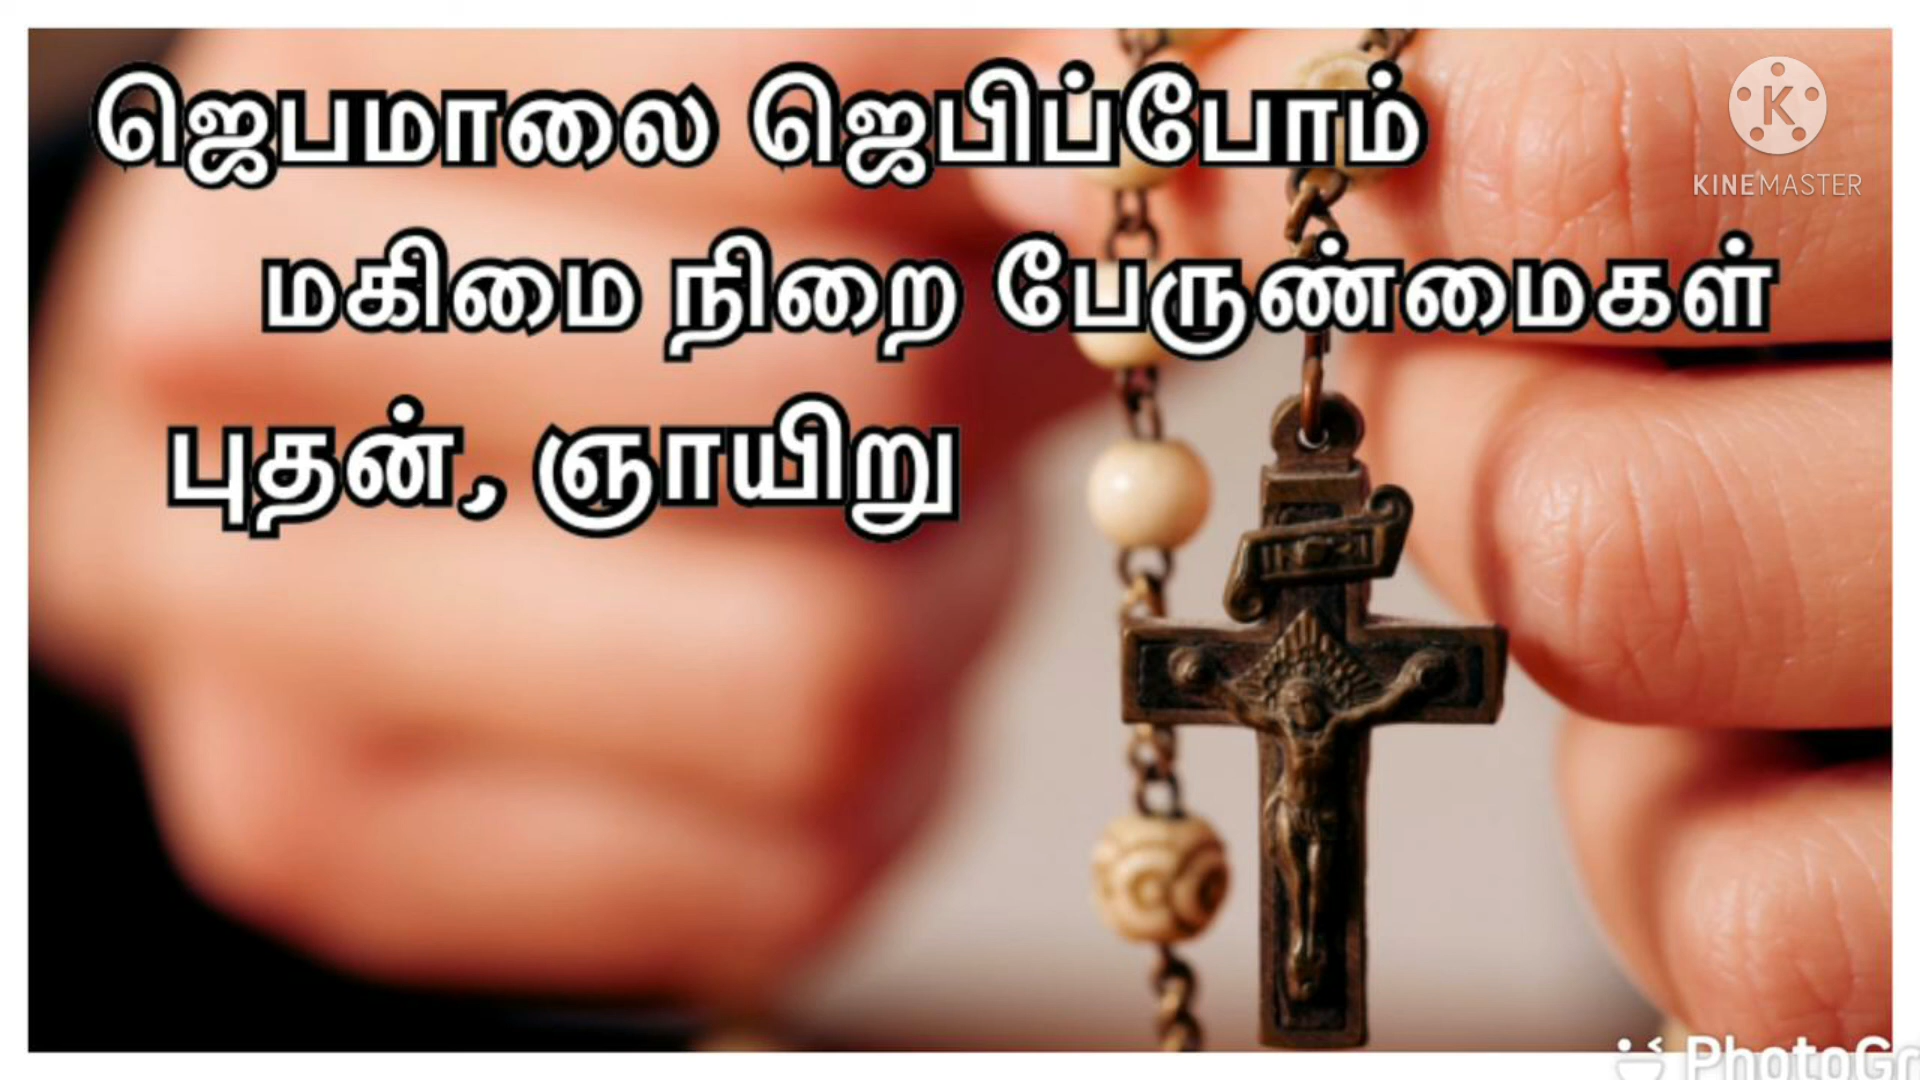 ஜெபமாலை ஜெபிப்போம்
மகிமை நிறை பேருண்மைகள்
புதன், ஞாயிறு
K
KINEMASTER